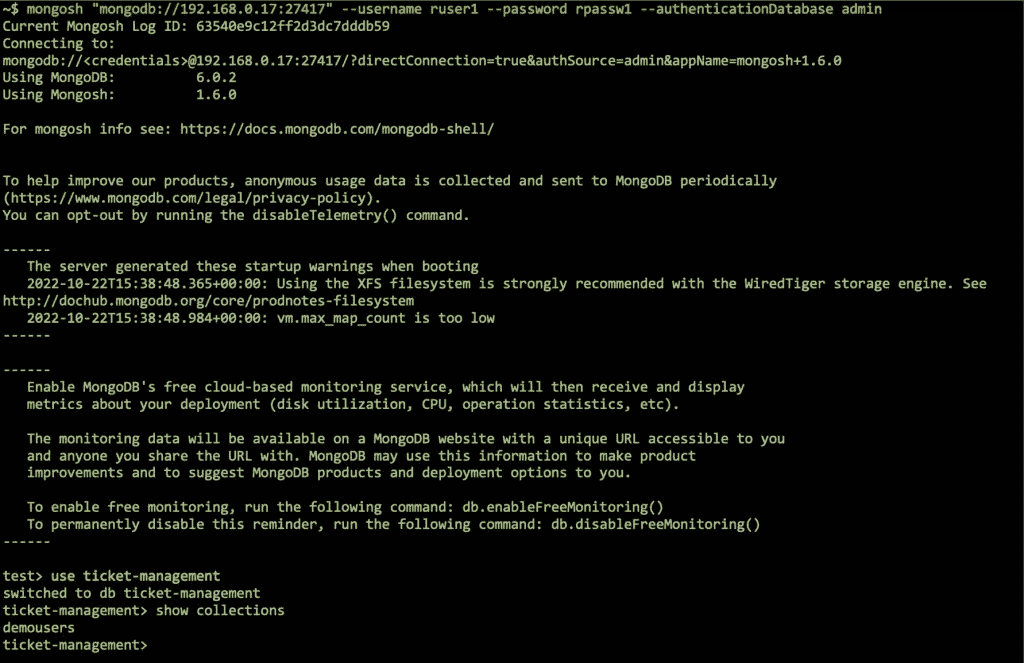 ~$ mongosh "mongodb://192.168.0.17:27417" --username ruser1 --password rpassw1 --authenticationDatabase admin
Current Mongosh Log ID: 63540e9c12ff2d3dc7dddb59
Connecting to:
mongodb://<credentials>@192.168.0.17:27417/?directConnection=true&authSource=admin&appName=mongosh+1.6.0
Using MongoDB:          6.0.2
Using Mongosh:          1.6.0
For mongosh info see: https://docs.mongodb.com/mongodb-shell/
To help improve our products, anonymous usage data is collected and sent to MongoDB periodically
(https://www.mongodb.com/legal/privacy-policy).
You can opt-out by running the disableTelemetry() command.
------
The server generated these startup warnings when booting
2022-10-22T15:38:48.365+00:00: Using the XFS filesystem is strongly recommended with the WiredTiger storage engine. See
http://dochub.mongodb.org/core/prodnotes-filesystem
2022-10-22T15:38:48.984+00:00: vm.max_map_count is too low
------
------
Enable MongoDB's free cloud-based monitoring service, which will then receive and display
metrics about your deployment (disk utilization, CPU, operation statistics, etc).
The monitoring data will be available on a MongoDB website with a unique URL accessible to you
and anyone you share the URL with. MongoDB may use this information to make product
improvements and to suggest MongoDB products and deployment options to you.
To enable free monitoring, run the following command: db.enableFreeMonitoring()
To permanently disable this reminder, run the following command: db.disableFreeMonitoring()
------
test> use ticket-management
switched to db ticket-management
ticket-management> show collections
demousers
ticket-management>